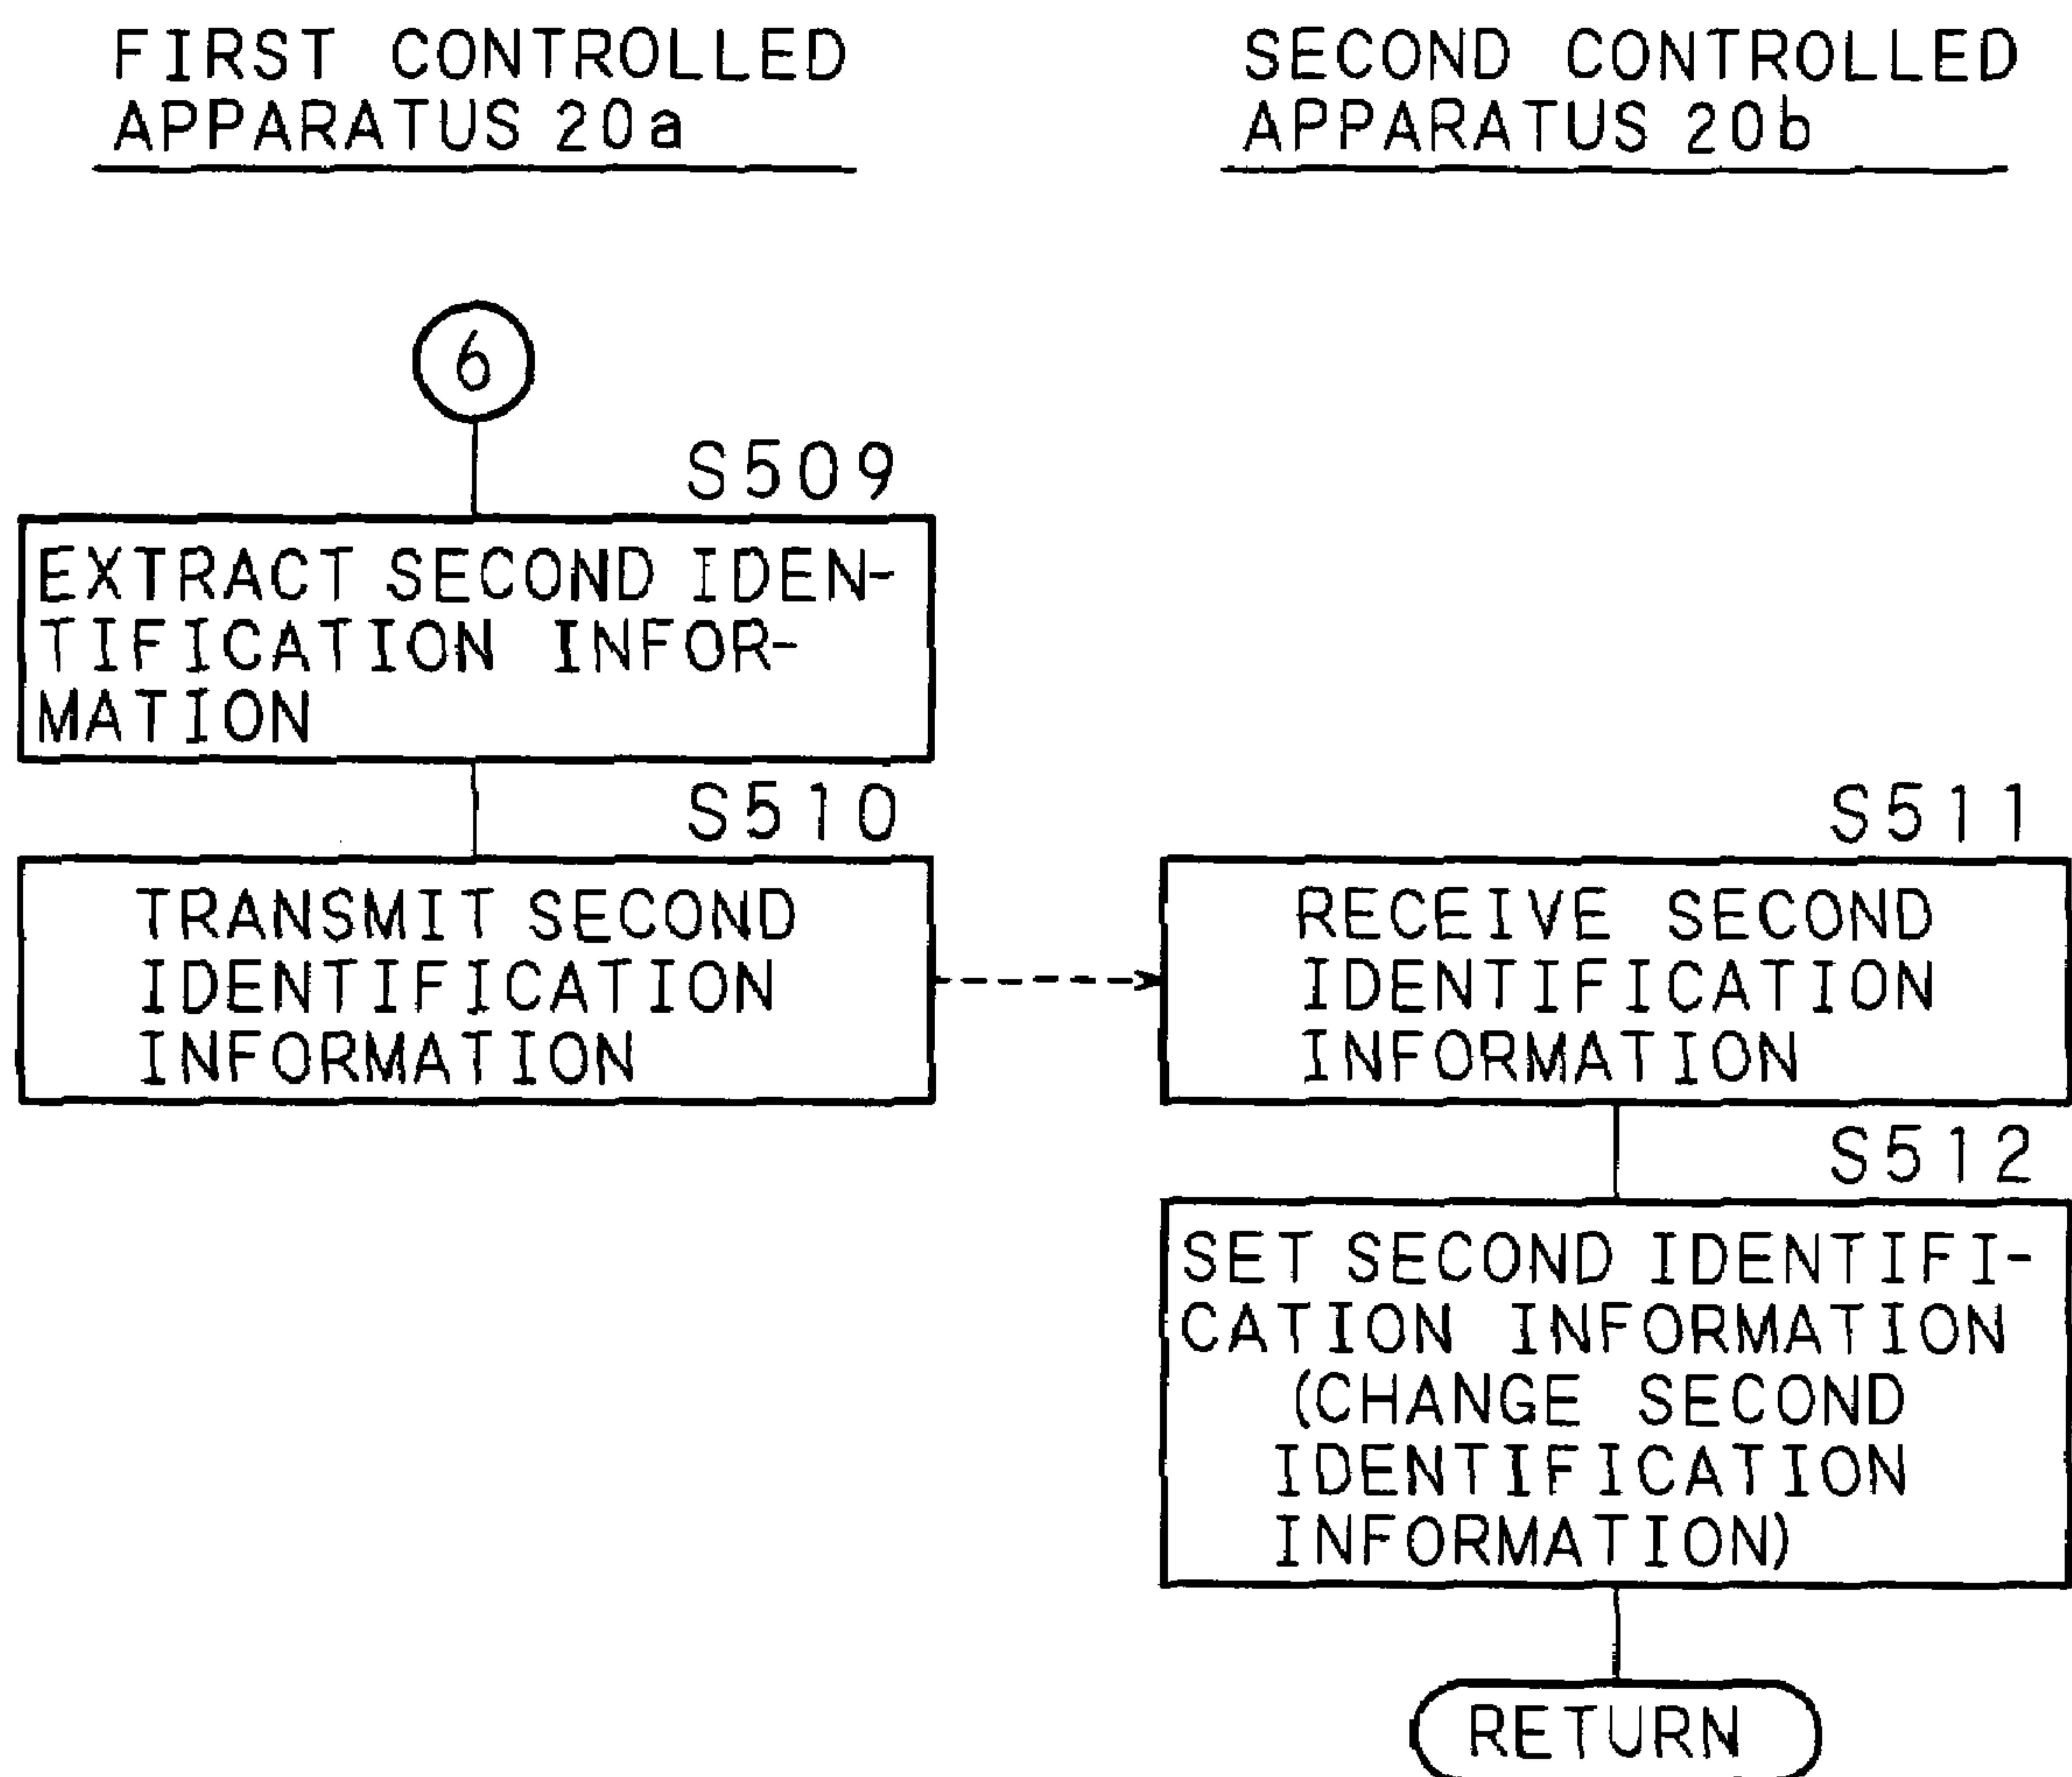 FIRST CONTROLLED
APPARATUS 20a
SECOND CONTROLLED
APPARATUS 20b
6
S509
EXTRACT SECOND IDEN-
TIFICATION INFOR-
MATION
S510
TRANSMIT SECOND
IDENTIFICATION
INFORMATION
S511
RECEIVE SECOND
IDENTIFICATION
INFORMATION
S512
SET SECOND IDENTIFI-
CATION INFORMATION
(CHANGE SECOND
IDENTIFICATION
INFORMATION)
RETURN